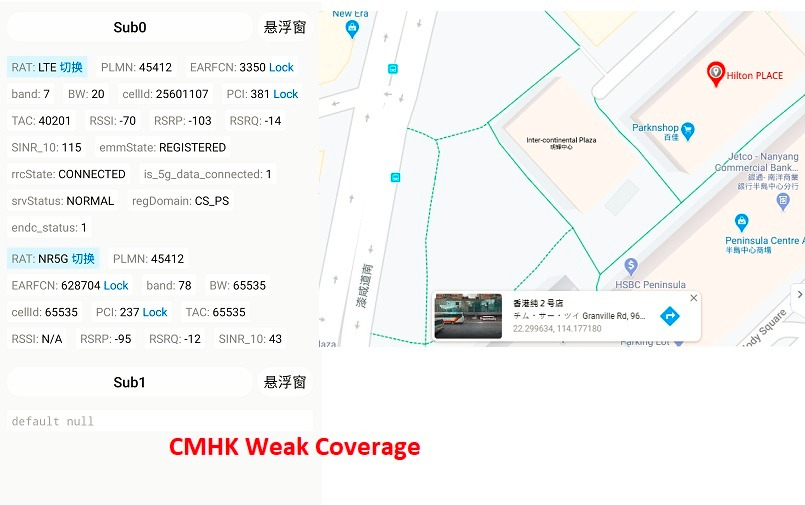 Sub0
悬浮窗
RAT: LTE 切换 PLMN: 45412 EARFCN: 3350 Lock
band: 7 BW: 20 cellId: 25601107 PCI: 381 Lock
TAC: 40201 RSSI: -70 RSRP: -103 RSRQ: -14
SINR_10: 115 emmState: REGISTERED
rrcState: CONNECTED is_5g_data_connected: 1
srvStatus: NORMAL regDomain: CS_PS
endc_status: 1
RAT: NR5G 切换 PLMN: 45412
EARFCN: 628704 Lock band: 78 BW: 65535
cellId: 65535 PCI: 237 Lock TAC: 65535
RSSI: N/A RSRP: -95 RSRQ: -12 SINR_10: 43
Sub1
悬浮窗
default null
New Era
Hilton PLACE
Inter-continental Plaza
Parknshop
百佳
Jetco - Nanyang
Commercial Bank...
銀通- 南洋商業
銀行半島中心分行
Peninsula Centre A
半島中心商場
HSBC Peninsula
漆咸道南
香港純２号店
チム・サー・ツイ Granville Rd, 96...
22.299634, 114.177180
laza
Parking Lot
ody Square
CMHK Weak Coverage